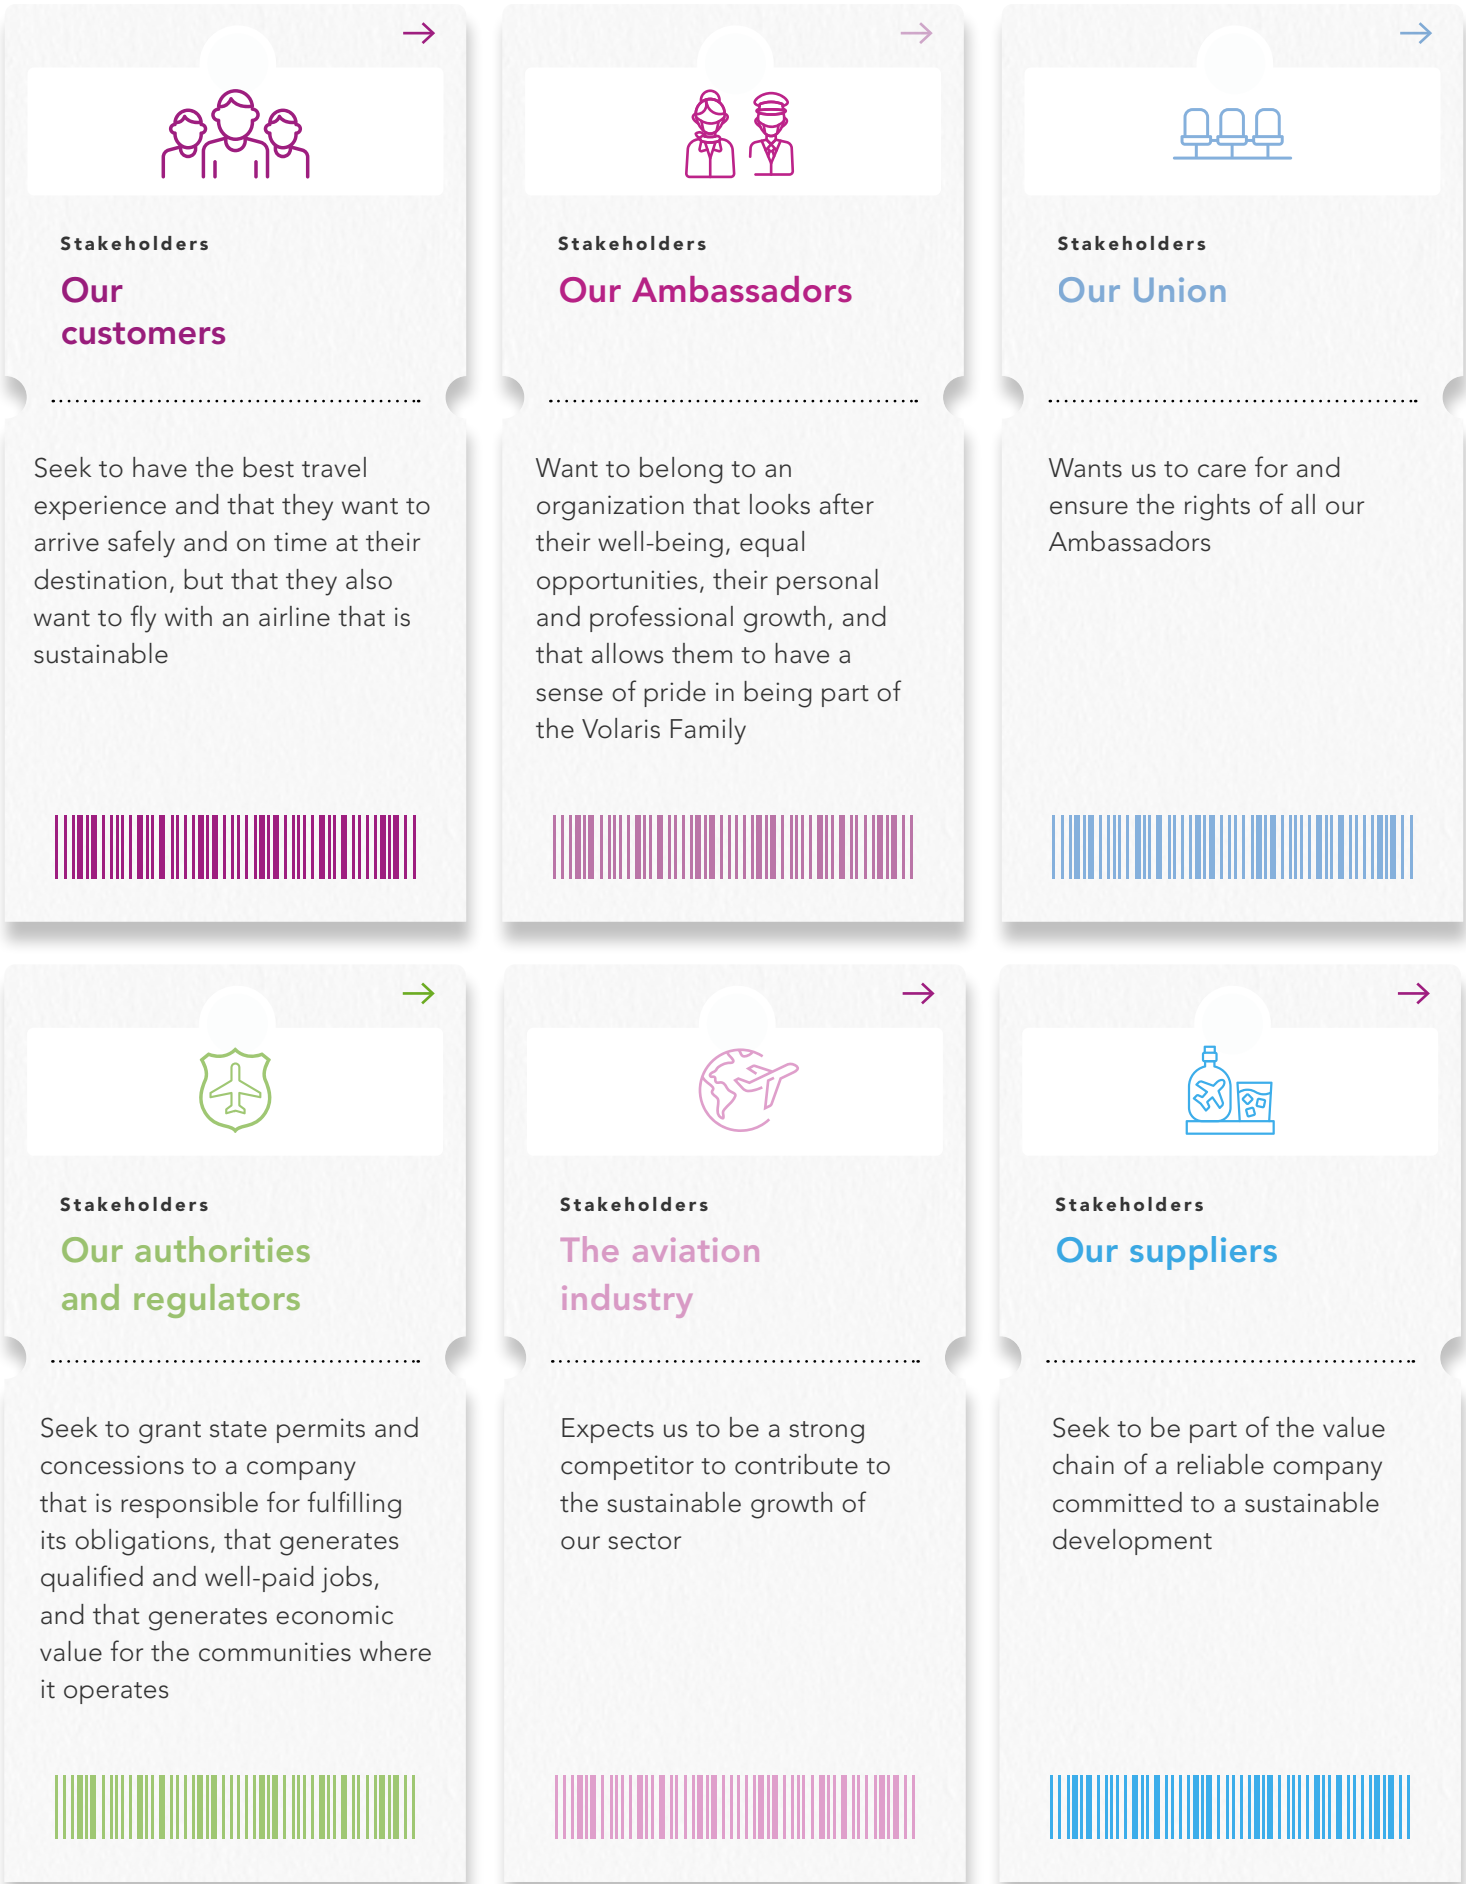 Stakeholders
Our
customers
Seek to have the best travel
experience and that they want to
arrive safely and on time at their
destination, but that they also
want to fly with an airline that is
sustainable
Stakeholders
Our Ambassadors
Want to belong to an
organization that looks after
their well-being, equal
opportunities, their personal
and professional growth, and
that allows them to have a
sense of pride in being part of
the Volaris Family
Stakeholders
Our Union
Wants us to care for and
ensure the rights of all our
Ambassadors
Stakeholders
Our authorities
and regulators
Seek to grant state permits and
concessions to a company
that is responsible for fulfilling
its obligations, that generates
qualified and well-paid jobs,
and that generates economic
value for the communities where
it operates
Stakeholders
The aviation
industry
Expects us to be a strong
competitor to contribute to
the sustainable growth of
our sector
Stakeholders
Our suppliers
Seek to be part of the value
chain of a reliable company
committed to a sustainable
development